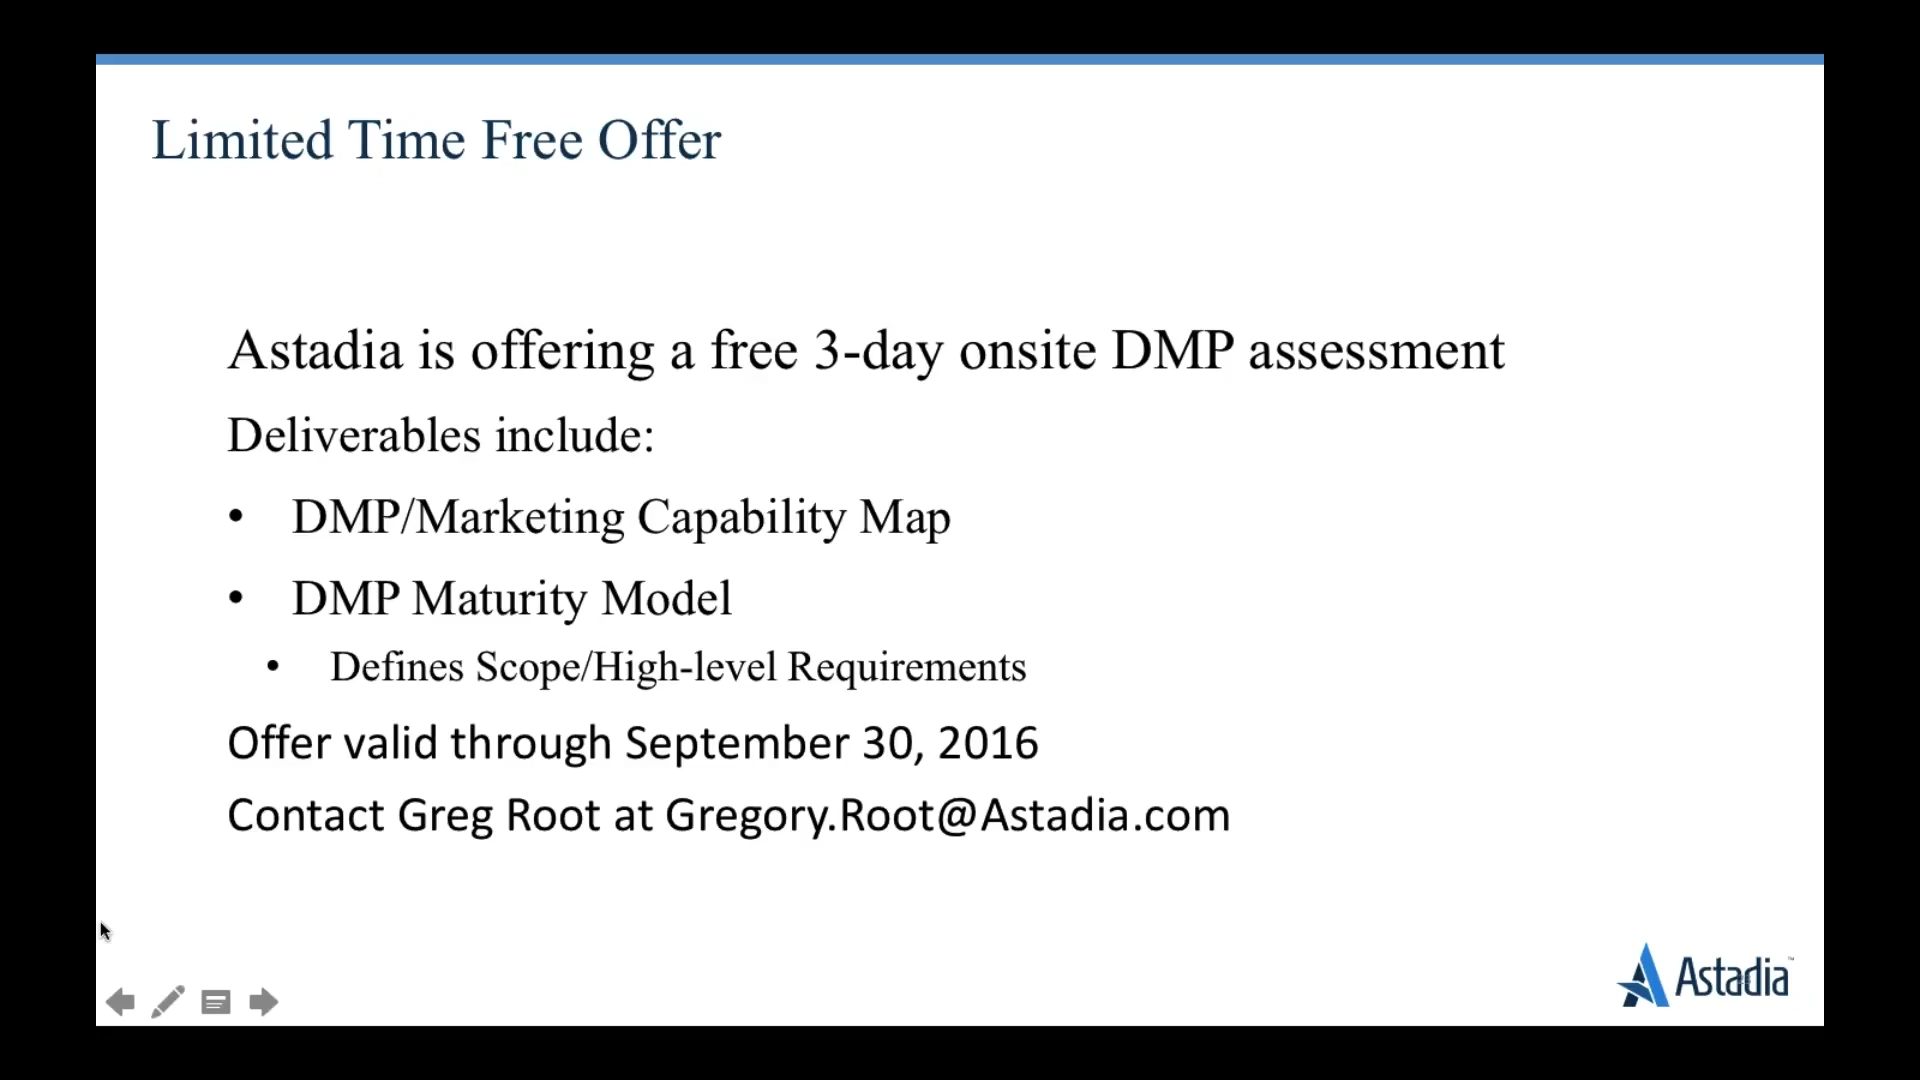 Limited Time Free Offer
Astadia is offering a free 3-day onsite DMP assessment
Deliverables include:
• DMP/Marketing Capability Map
• DMP Maturity Model
• Defines Scope/High-level Requirements
Offer valid through September 30, 2016
Contact Greg Root at Gregory.Root@Astadia.com
Astadia™